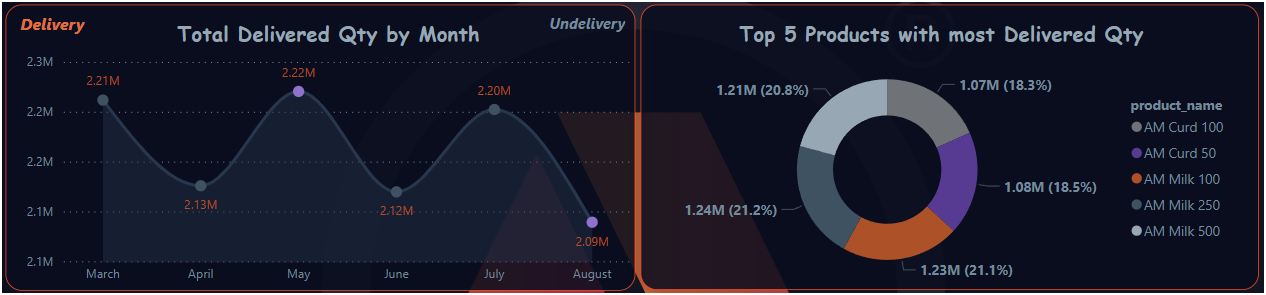 Delivery
Undelivery
Total Delivered Qty by Month
2.3M
2.2M
2.2M
2.1M
2.1M
2.21M
2.13M
2.22M
2.12M
2.20M
2.09M
March
April
May
June
July
August
Top 5 Products with most Delivered Qty
1.07M (18.3%)
1.08M (18.5%)
1.23M (21.1%)
1.24M (21.2%)
1.21M (20.8%)
product_name
AM Curd 100
AM Curd 50
AM Milk 100
AM Milk 250
AM Milk 500